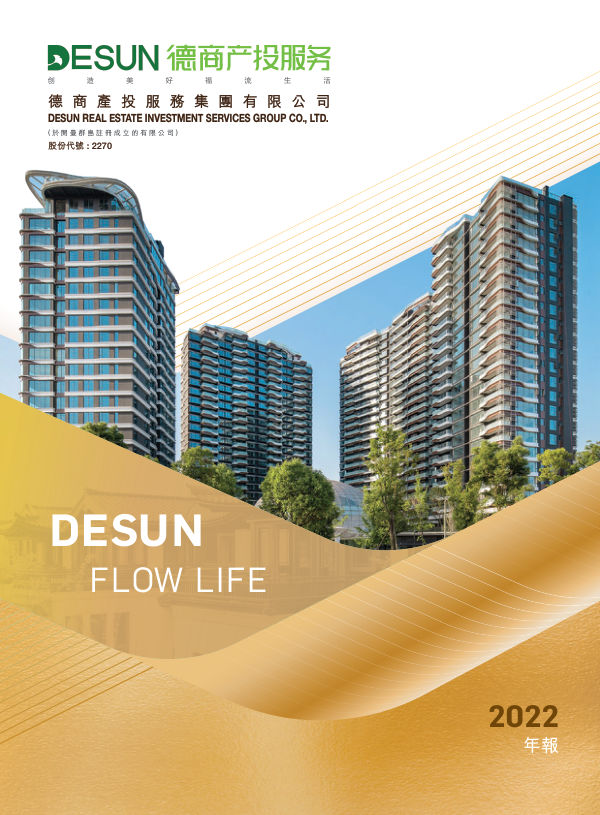 DESUN 德商产投服务
创造美好福流生活
德商產投服務集團有限公司
DESUN REAL ESTATE INVESTMENT SERVICES GROUP CO., LTD.
(於開曼群島註冊成立的有限公司)
股份代號 : 2270
DESUN
FLOW LIFE
2022
年報